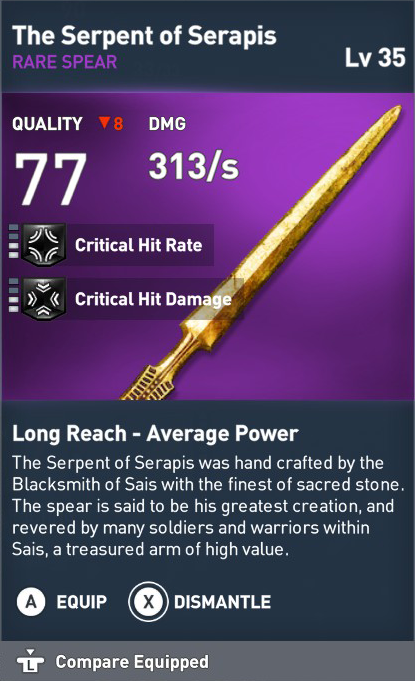 The Serpent of Serapis
RARE SPEAR
Lv 35
QUALITY ▼8 DMG
77 313/s
Critical Hit Rate
Critical Hit Damage
Long Reach - Average Power
The Serpent of Serapis was hand crafted by the
Blacksmith of Sais with the finest of sacred stone.
The spear is said to be his greatest creation, and
revered by many soldiers and warriors within
Sais, a treasured arm of high value.
A EQUIP X DISMANTLE
L Compare Equipped